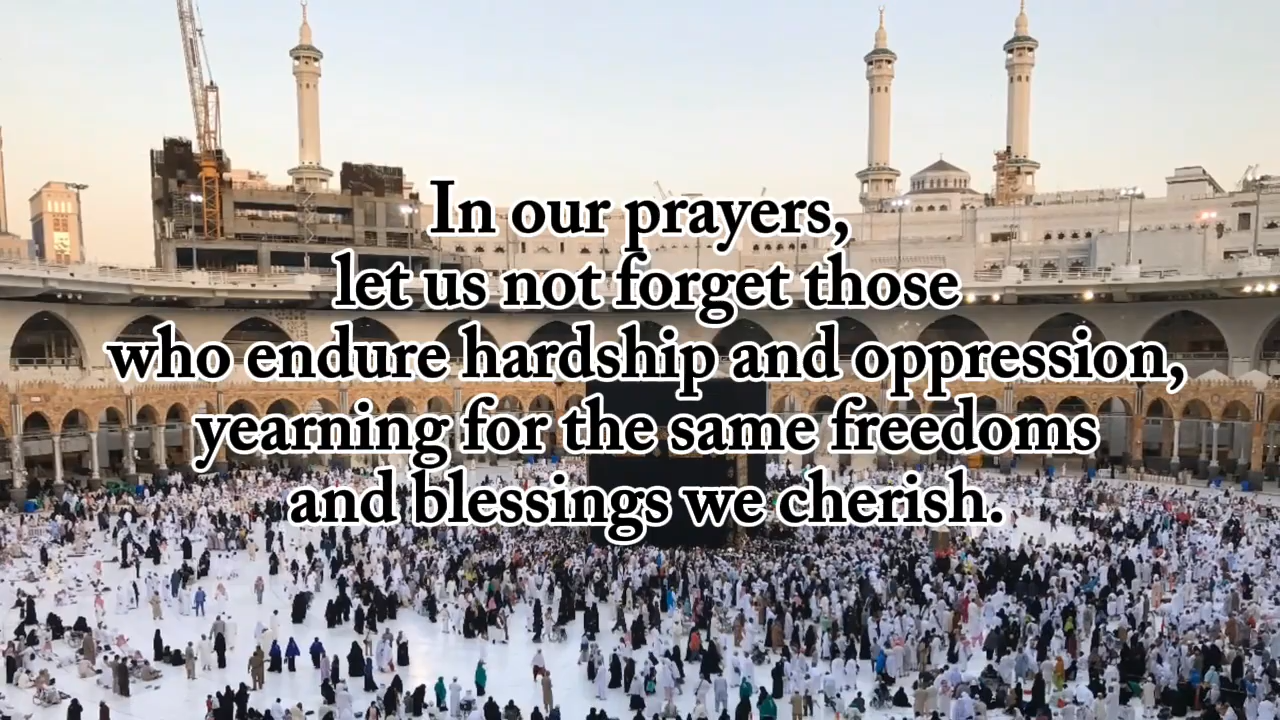 In our prayers,
let us not forget those
who endure hardship and oppression,
yearning for the same freedoms
and blessings we cherish.